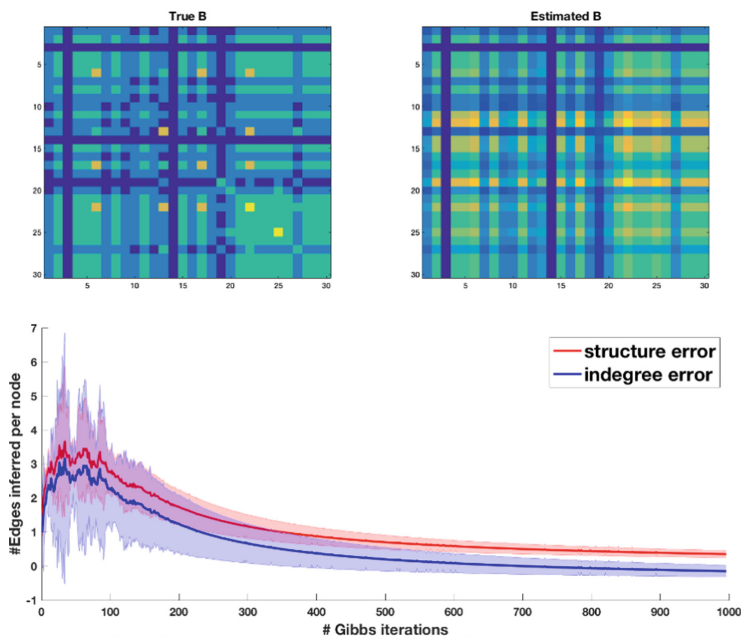 True B
Estimated B
5
10
15
20
25
30
5 10 15 20 25 30
5
10
15
20
25
30
5 10 15 20 25 30
7
6
5
4
3
2
1
0
-1
#Edges inferred per node
structure error
indegree error
0 100 200 300 400 500 600 700 800 900 1000
# Gibbs iterations